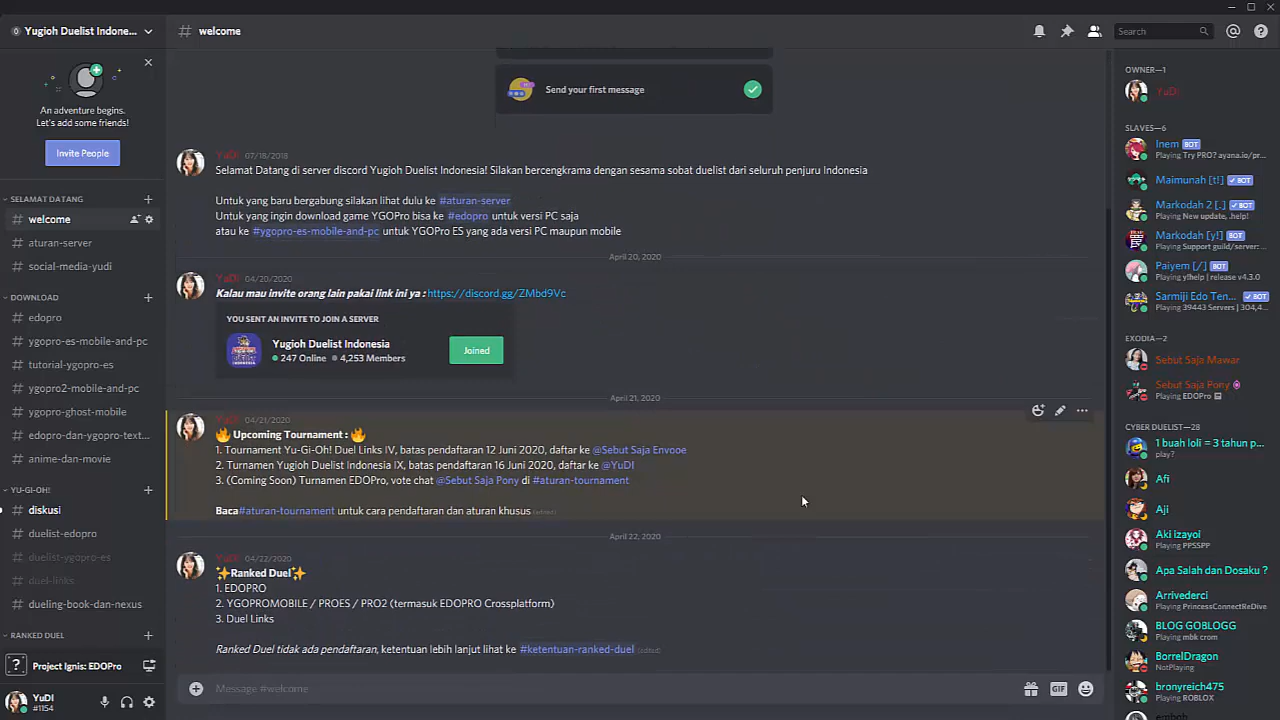 Yugioh Duelist Indone...
# welcome
Search
An adventure begins.
Let's add some friends!
Invite People
SELAMAT DATANG
# welcome
# aturan-server
# social-media-yudi
DOWNLOAD
# edopro
# ygopro-es-mobile-and-pc
# tutorial-ygopro-es
# ygopro2-mobile-and-pc
# ygopro-ghost-mobile
# edopro-dan-ygopro-text...
# anime-dan-movie
YU-GI-OH!
# diskusi
# duelist-edopro
# duelist-ygopro-es
# duel-links
# dueling-book-dan-nexus
RANKED DUEL
Project Ignis: EDOPro
YuDI
#1154
Send your first message
YuDI 07/18/2018
Selamat Datang di server discord Yugioh Duelist Indonesia! Silakan bercengkrama dengan sesama sobat duelist dari seluruh penjuru Indonesia
Untuk yang baru bergabung silakan lihat dulu ke #aturan-server
Untuk yang ingin download game YGOPro bisa ke #edopro untuk versi PC saja
atau ke #ygopro-es-mobile-and-pc untuk YGOPro ES yang ada versi PC maupun mobile
April 20, 2020
YuDI 04/20/2020
Kalau mau invite orang lain pakai link ini ya : https://discord.gg/ZMbd9Vc
YOU SENT AN INVITE TO JOIN A SERVER
Yugioh Duelist Indonesia
247 Online 4,253 Members
Joined
April 21, 2020
YuDI 04/21/2020
Upcoming Tournament :
1. Tournament Yu-Gi-Oh! Duel Links IV, batas pendaftaran 12 Juni 2020, daftar ke @Sebut Saja Envooe
2. Turnamen Yugioh Duelist Indonesia IX, batas pendaftaran 16 Juni 2020, daftar ke @YuDI
3. (Coming Soon) Turnamen EDOPro, vote chat @Sebut Saja Pony di #aturan-tournament
Baca#aturan-tournament untuk cara pendaftaran dan aturan khusus (edited)
April 22, 2020
YuDI 04/22/2020
Ranked Duel
1. EDOPRO
2. YGOPROMOBILE / PROES / PRO2 (termasuk EDOPRO Crossplatform)
3. Duel Links
Ranked Duel tidak ada pendaftaran, ketentuan lebih lanjut lihat ke #ketentuan-ranked-duel (edited)
Message #welcome
GIF
OWNER—1
YuDI
SLAVES—6
Inem BOT
Playing Try PRO? ayana.io/pr...
Maimunah [t!] BOT
Markodah 2 [.] BOT
Playing New update, .help!
Markodah [y!] BOT
Playing Support guild/server:...
Paiyem [/] BOT
Playing y!help | release v4.3.0
Sarmiji Edo Ten... BOT
Playing 39443 Servers | 304,4...
EXODIA—2
Sebut Saja Mawar
Sebut Saja Pony
Playing EDOPro
CYBER DUELIST—28
1 buah loli = 3 tahun p...
play?
Afi
Aji
Aki izayoi
Playing PPSSPP
Apa Salah dan Dosaku ?
Arrivederci
Playing PrincessConnectReDive
BLOG GOBLOGG
Playing mbk crom
BorrelDragon
NotPlaying
bronyreich475
Playing ROBLOX